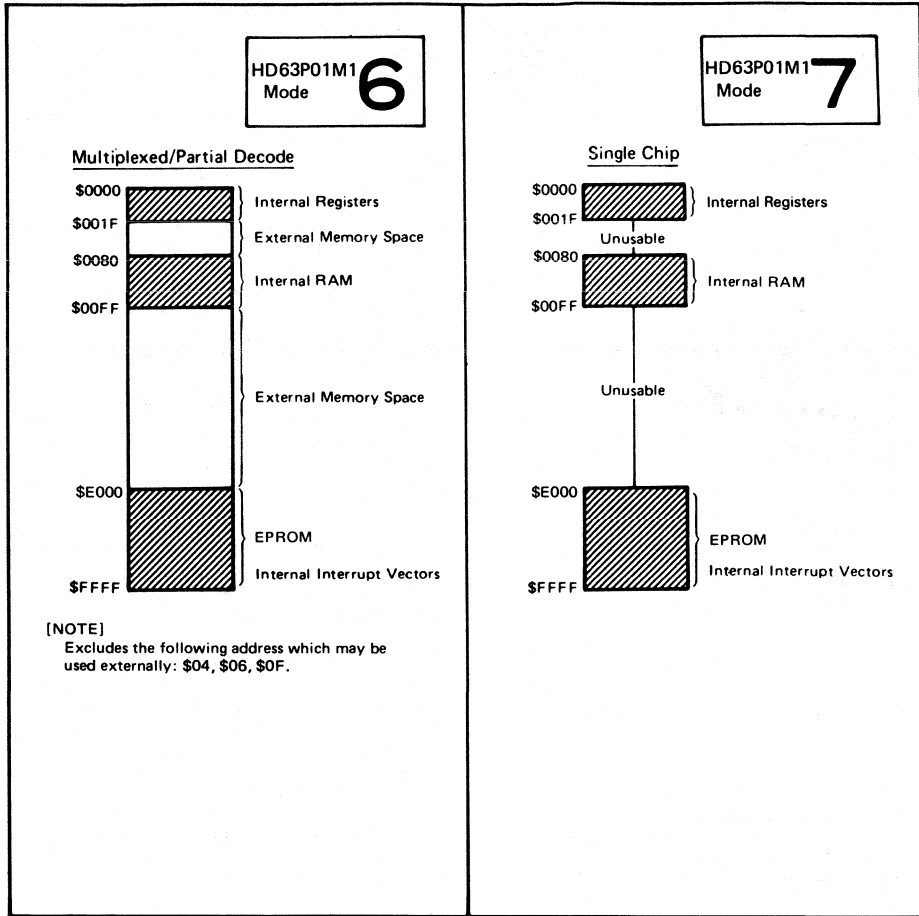 HD63P01M1
Mode
6
Multiplexed/Partial Decode
$0000
Internal Registers
$001F
External Memory Space
$0080
Internal RAM
$00FF
External Memory Space
$E000
EPROM
Internal Interrupt Vectors
$FFFF
[NOTE]
Excludes the following address which may be
used externally: $04, $06, $0F.
HD63P01M1
Mode
7
Single Chip
$0000
Internal Registers
$001F
Unusable
$0080
Internal RAM
$00FF
Unusable
$E000
EPROM
Internal Interrupt Vectors
$FFFF